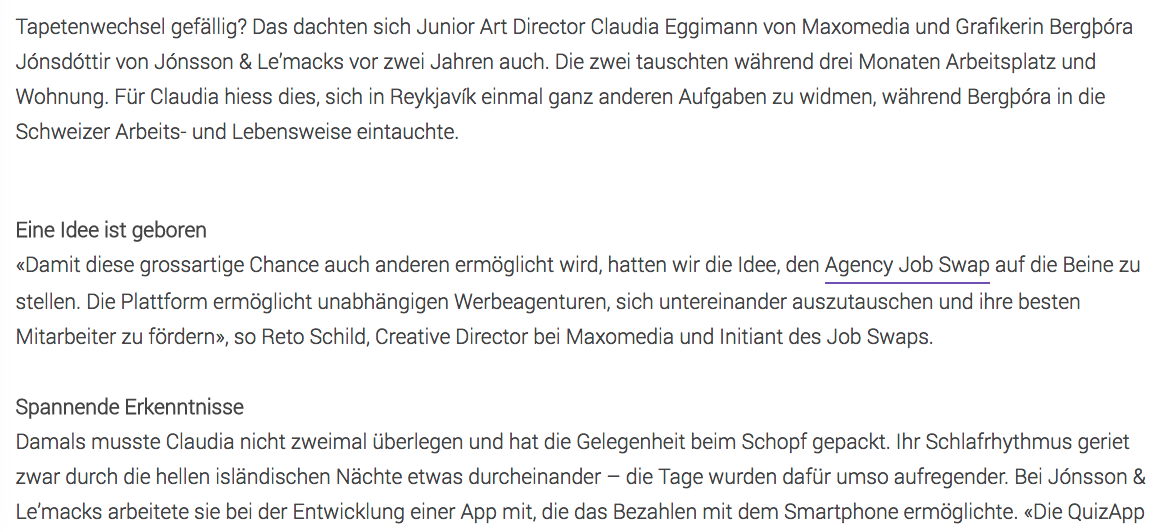 Tapetenwechsel gefällig? Das dachten sich Junior Art Director Claudia Eggimann von Maxomedia und Grafikerin Bergþóra
Jónsdóttir von Jónsson & Le’macks vor zwei Jahren auch. Die zwei tauschten während drei Monaten Arbeitsplatz und
Wohnung. Für Claudia hiess dies, sich in Reykjavík einmal ganz anderen Aufgaben zu widmen, während Bergþóra in die
Schweizer Arbeits- und Lebensweise eintauchte.
Eine Idee ist geboren
«Damit diese grossartige Chance auch anderen ermöglicht wird, hatten wir die Idee, den Agency Job Swap auf die Beine zu
stellen. Die Plattform ermöglicht unabhängigen Werbeagenturen, sich untereinander auszutauschen und ihre besten
Mitarbeiter zu fördern», so Reto Schild, Creative Director bei Maxomedia und Initiant des Job Swaps.
Spannende Erkenntnisse
Damals musste Claudia nicht zweimal überlegen und hat die Gelegenheit beim Schopf gepackt. Ihr Schlafrhythmus geriet
zwar durch die hellen isländischen Nächte etwas durcheinander – die Tage wurden dafür umso aufregender. Bei Jónsson &
Le’macks arbeitete sie bei der Entwicklung einer App mit, die das Bezahlen mit dem Smartphone ermöglichte. «Die QuizApp